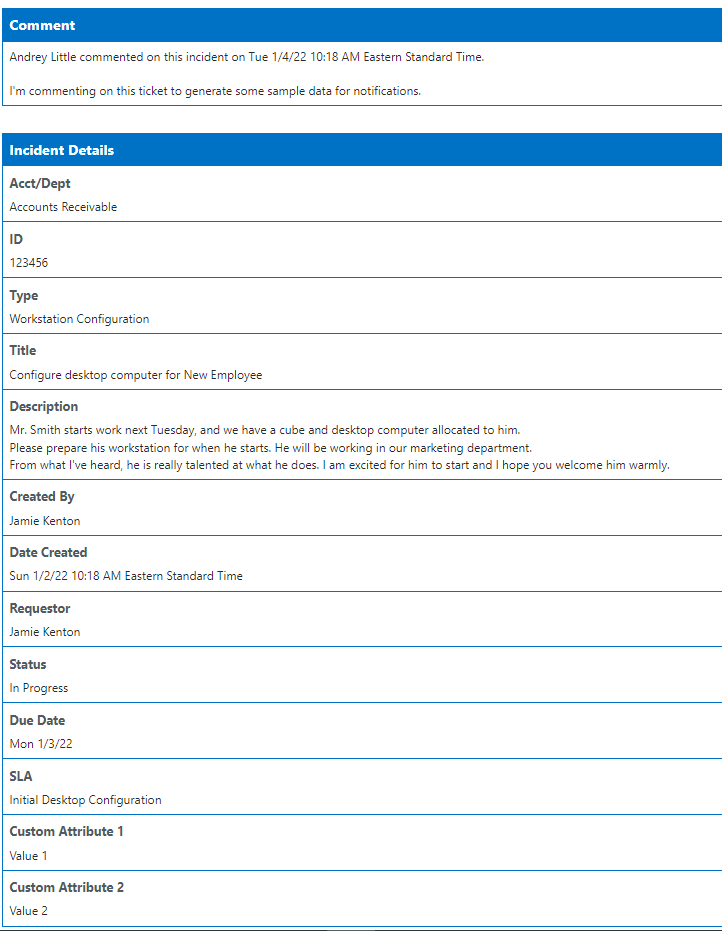 Comment
Andrey Little commented on this incident on Tue 1/4/22 10:18 AM Eastern Standard Time.
I'm commenting on this ticket to generate some sample data for notifications.
Incident Details
Acct/Dept
Accounts Receivable
ID
123456
Type
Workstation Configuration
Title
Configure desktop computer for New Employee
Description
Mr. Smith starts work next Tuesday, and we have a cube and desktop computer allocated to him.
Please prepare his workstation for when he starts. He will be working in our marketing department.
From what I've heard, he is really talented at what he does. I am excited for him to start and I hope you welcome him warmly.
Created By
Jamie Kenton
Date Created
Sun 1/2/22 10:18 AM Eastern Standard Time
Requestor
Jamie Kenton
Status
In Progress
Due Date
Mon 1/3/22
SLA
Initial Desktop Configuration
Custom Attribute 1
Value 1
Custom Attribute 2
Value 2